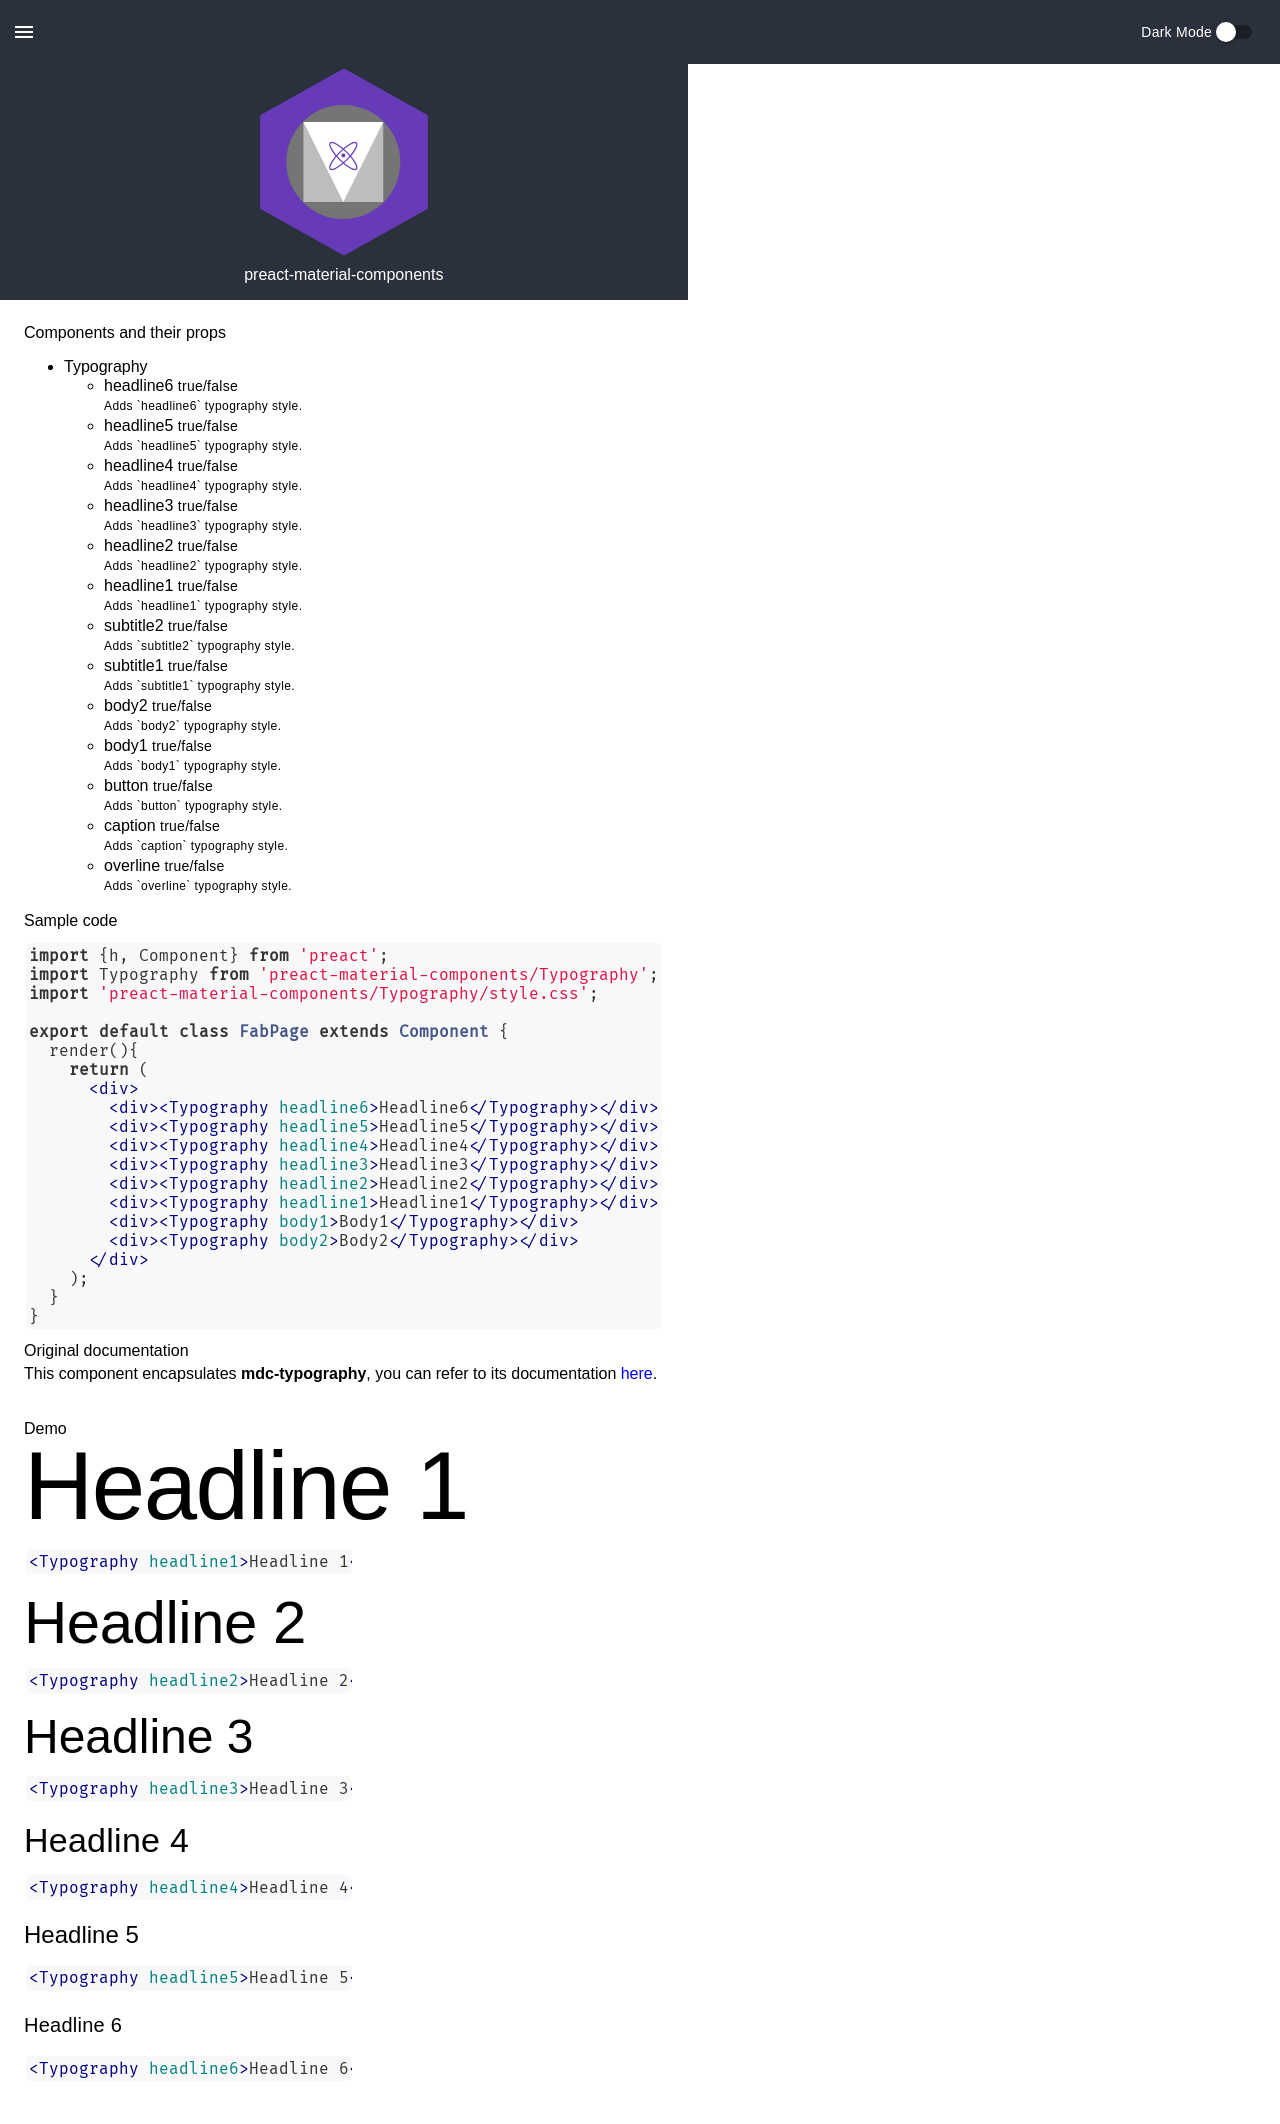 Dark Mode
preact-material-components
Components and their props
Typography
headline6 true/false
Adds `headline6` typography style.
headline5 true/false
Adds `headline5` typography style.
headline4 true/false
Adds `headline4` typography style.
headline3 true/false
Adds `headline3` typography style.
headline2 true/false
Adds `headline2` typography style.
headline1 true/false
Adds `headline1` typography style.
subtitle2 true/false
Adds `subtitle2` typography style.
subtitle1 true/false
Adds `subtitle1` typography style.
body2 true/false
Adds `body2` typography style.
body1 true/false
Adds `body1` typography style.
button true/false
Adds `button` typography style.
caption true/false
Adds `caption` typography style.
overline true/false
Adds `overline` typography style.
Sample code
import {h, Component} from 'preact';
import Typography from 'preact-material-components/Typography';
import 'preact-material-components/Typography/style.css';
export default class FabPage extends Component {
render(){
return (
<div>
<div><Typography headline6>Headline6</Typography></div>
<div><Typography headline5>Headline5</Typography></div>
<div><Typography headline4>Headline4</Typography></div>
<div><Typography headline3>Headline3</Typography></div>
<div><Typography headline2>Headline2</Typography></div>
<div><Typography headline1>Headline1</Typography></div>
<div><Typography body1>Body1</Typography></div>
<div><Typography body2>Body2</Typography></div>
</div>
);
}
}
Original documentation
This component encapsulates mdc-typography, you can refer to its documentation here.
Demo
Headline 1
<Typography headline1>Headline 1
Headline 2
<Typography headline2>Headline 2
Headline 3
<Typography headline3>Headline 3
Headline 4
<Typography headline4>Headline 4
Headline 5
<Typography headline5>Headline 5
Headline 6
<Typography headline6>Headline 6